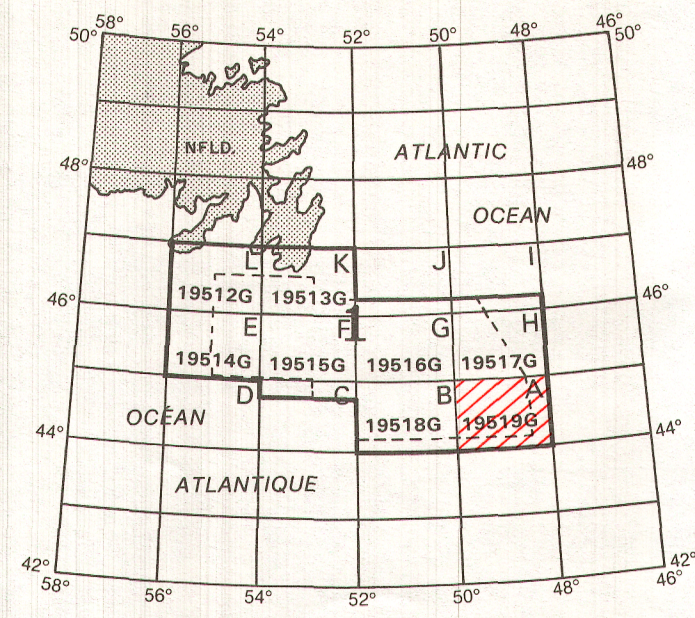 58° 56° 54° 52° 50° 48° 46°
50° 50°
NFLD. ATLANTIC
48° 48°
OCEAN
L K J I
19512G 19513G
46° 46°
E F 1 G H
19514G 19515G 19516G 19517G
D C B A
OCÉAN 19518G 19519G
44° 44°
ATLANTIQUE
42° 42°
58° 56° 54° 52° 50° 48° 46°